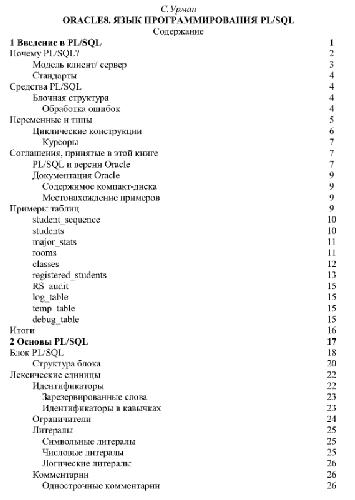 С.Урман
ORACLE8. ЯЗЫК ПРОГРАММИРОВАНИЯ PL/SQL
Содержание
1 Введение в PL/SQL 1
Почему PL/SQL? 2
Модель клиент/ сервер 3
Стандарты 4
Средства PL/SQL 4
Блочная структура 4
Обработка ошибок 4
Переменные и типы 5
Циклические конструкции 6
Курсоры 7
Соглашения, принятые в этой книге 7
PL/SQL и версии Oracle 7
Документация Oracle 9
Содержимое компакт-диска 9
Местонахождение примеров 9
Примеры таблиц 9
student_sequence 10
students 10
major_stats 11
rooms 11
classes 12
registered_students 13
RS_audit 15
log_table 15
temp_table 15
debug_table 15
Итоги 16
2 Основы PL/SQL 17
Блок PL/SQL 18
Структура блока 20
Лексические единицы 22
Идентификаторы 22
Зарезервированные слова 23
Идентификаторы в кавычках 23
Ограничители 24
Литералы 25
Символьные литералы 25
Числовые литералы 25
Логические литералы 26
Комментарии 26
Однострочные комментарии 26